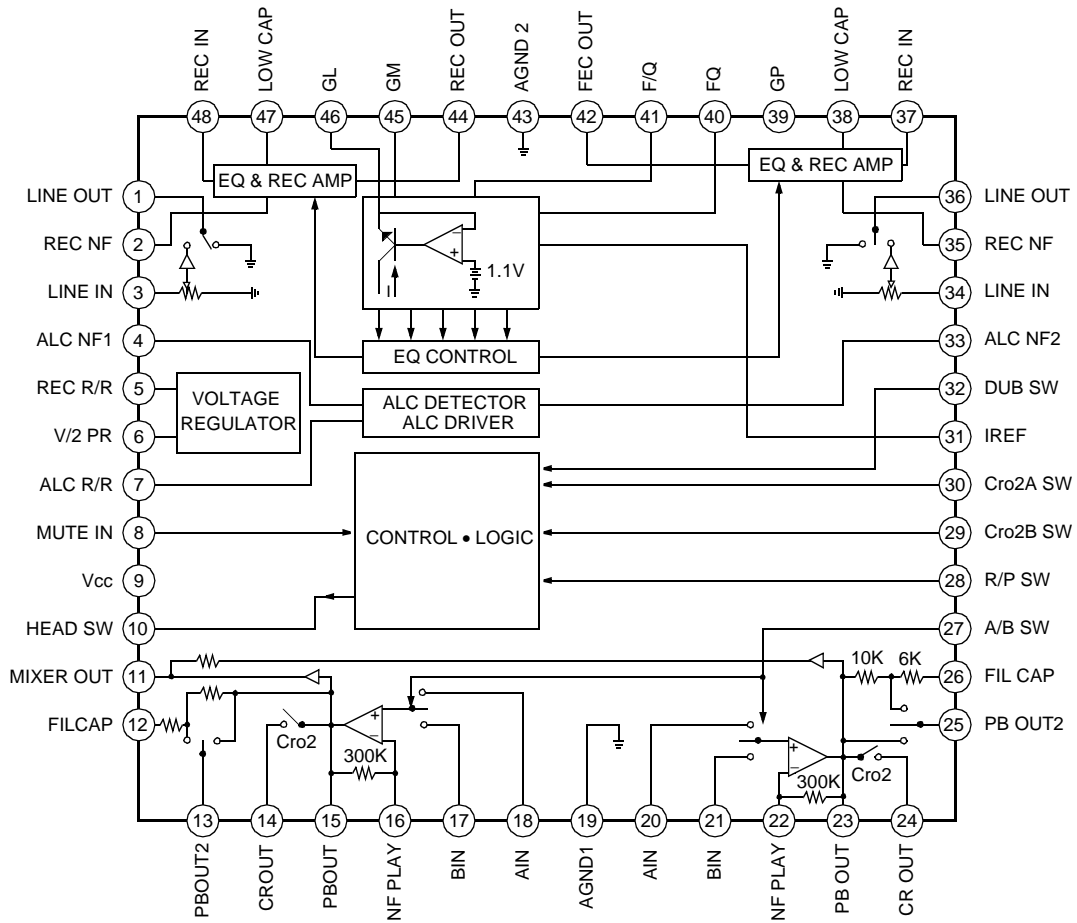 REC IN
LOW CAP
GL
GM
REC OUT
AGND 2
FEC OUT
F/Q
FQ
GP
LOW CAP
REC IN
48
47
46
45
44
43
42
41
40
39
38
37
EQ & REC AMP
EQ & REC AMP
LINE OUT
1
36
LINE OUT
REC NF
2
35
REC NF
1.1V
LINE IN
3
34
LINE IN
ALC NF1
4
EQ CONTROL
33
ALC NF2
REC R/R
5
VOLTAGE
REGULATOR
ALC DETECTOR
ALC DRIVER
32
DUB SW
V/2 PR
6
31
IREF
ALC R/R
7
30
Cro2A SW
MUTE IN
8
CONTROL • LOGIC
29
Cro2B SW
Vcc
9
28
R/P SW
HEAD SW
10
27
A/B SW
MIXER OUT
11
10K
6K
26
FIL CAP
FILCAP
12
25
PB OUT2
Cro2
300K
300K
Cro2
13
14
15
16
17
18
19
20
21
22
23
24
PBOUT2
CROUT
PBOUT
NF PLAY
BIN
AIN
AGND1
AIN
BIN
NF PLAY
PB OUT
CR OUT